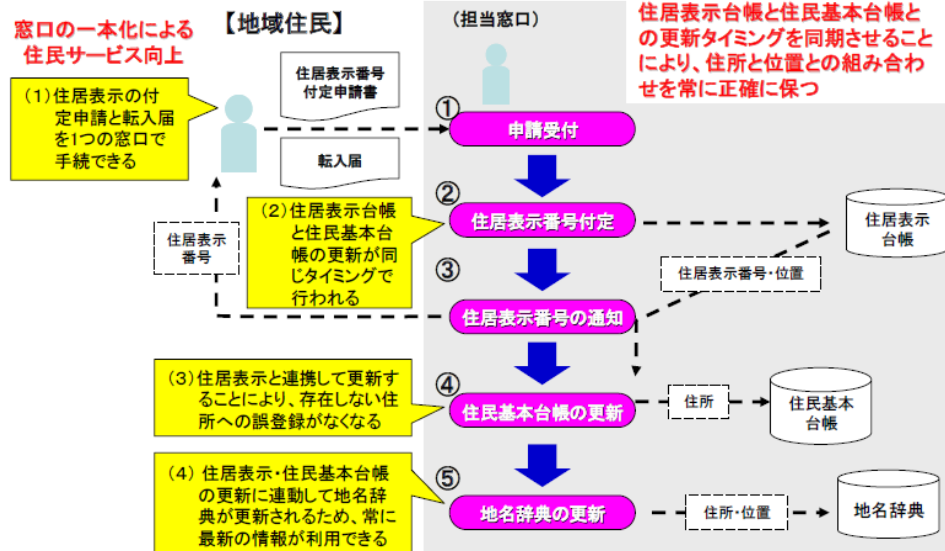 窓口の一本化による
住民サービス向上
【地域住民】
(担当窓口)
住居表示台帳と住民基本台帳と
の更新タイミングを同期させること
により、住所と位置との組み合わ
せを常に正確に保つ
(1)住居表示の付
定申請と転入届
を1つの窓口で
手続できる
住居表示番号
付定申請書
転入届
①
申請受付
②
住居表示番号付定
住居表示
台帳
(2)住居表示台帳
と住民基本台
帳の更新が同
じタイミングで
行われる
住居表示
番号
住居表示番号・位置
③
住居表示番号の通知
(3)住居表示と連携して更新す
ることにより、存在しない住
所への誤登録がなくなる
④
住民基本台帳の更新
住所
住民基本
台帳
(4) 住居表示・住民基本台帳
の更新に連動して地名辞
典が更新されるため、常に
最新の情報が利用できる
⑤
地名辞典の更新
住所・位置
地名辞典